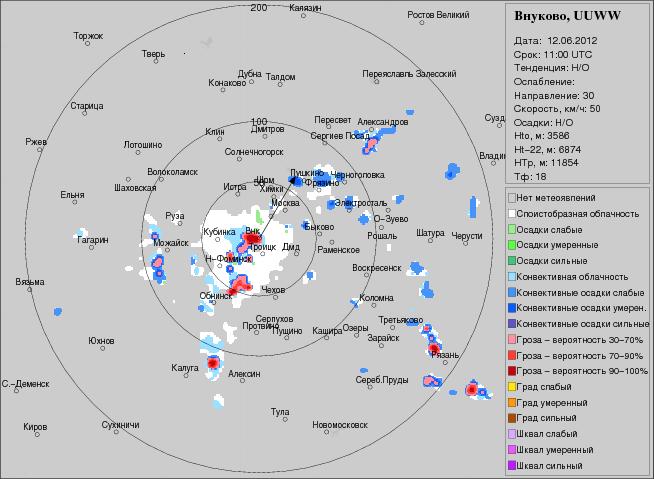 Внуково, UUWW
Дата: 12.06.2012
Срок: 11:00 UTC
Тенденция: Н/О
Ослабление:
Направление: 30
Скорость, км/ч: 50
Осадки: Н/О
Hto, м: 3586
Ht-22, м: 6874
НТр, м: 11854
Тф: 18
Нет метеоявлений
Слоистообразная облачность
Осадки слабые
Осадки умеренные
Осадки сильные
Конвективная облачность
Конвективные осадки слабые
Конвективные осадки умерен.
Конвективные осадки сильные
Гроза – вероятность 30-70%
Гроза – вероятность 70-90%
Гроза – вероятность 90-100%
Град слабый
Град умеренный
Град сильный
Шквал слабый
Шквал умеренный
Шквал сильный
200
Калязин
Ростов Великий
Торжок
Тверь
Дубна
Талдом
Конаково
Переяславль Залесский
Старица
100
Пересвет
Александров
Клин
Дмитров
Сергиев Посад
Сузд
Ржев
Лотошино
Солнечногорск
Влади
Волоколамск
Шаховская
Пушкино
Фрязино
Черноголовка
50
Шрм
Химки
Истра
Ельня
Москва
Электросталь
Руза
О-Зуево
Гагарин
Можайск
Кубинка
Внк
Троицк
Дмд
Быково
Раменское
Рошаль
Шатура
Черусти
Н-Фоминск
Воскресенск
Вязьма
Обнинск
Чехов
Коломна
Серпухов
Протвино
Пущино
Кашира
Озеры
Третьяково
Зарайск
Юхнов
Рязань
Калуга
Алексин
Сереб.Пруды
С.-Деменск
Тула
Киров
Сухиничи
Новомосковск